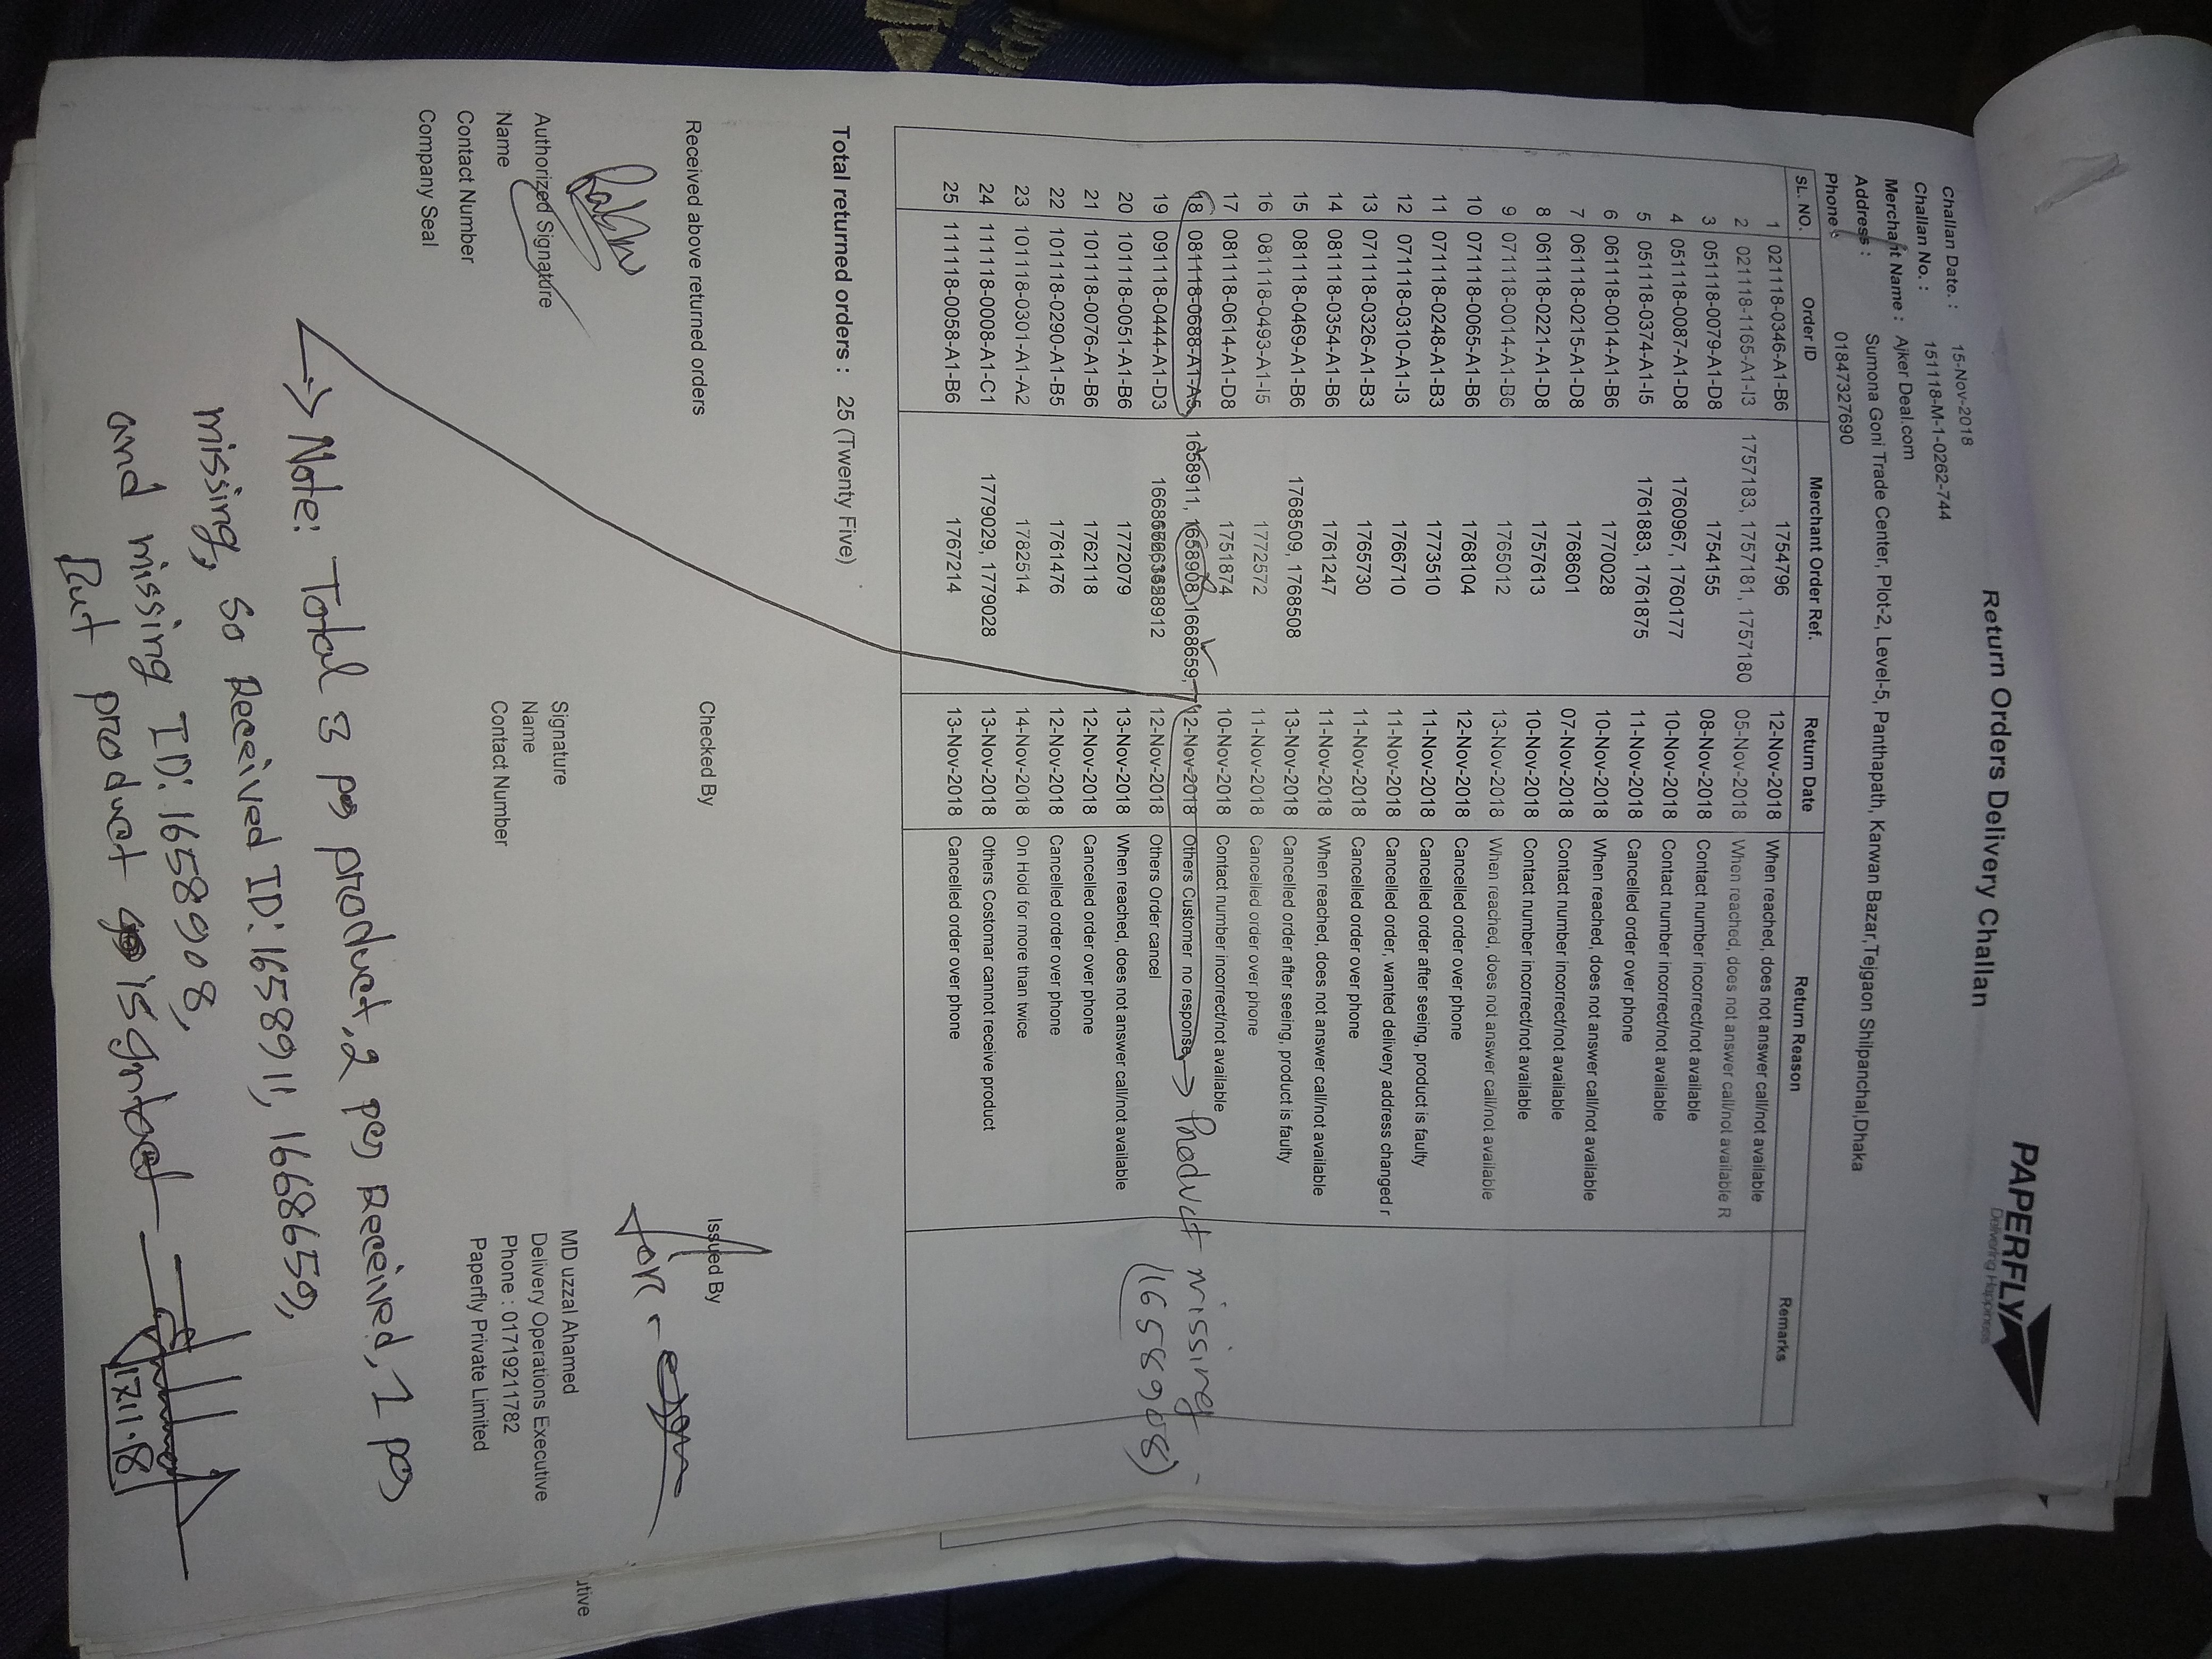 PAPERFLY
Delivering Happiness
Return Orders Delivery Challan
Challan Date. : 15-Nov-2018
Challan No. : 151118-M-1-0262-744
Merchant Name : Ajker Deal.com
Address : Sumona Goni Trade Center, Plot-2, Level-5, Panthapath, Karwan Bazar,Tejgaon Shilpanchal,Dhaka
Phone : 01847327690
SL. NO. Order ID Merchant Order Ref. Return Date Return Reason Remarks
1 021118-0346-A1-B6 1754796 12-Nov-2018 When reached, does not answer call/not available
2 021118-1165-A1-I3 1757183, 1757181, 1757180 05-Nov-2018 When reached, does not answer call/not available R
3 051118-0079-A1-D8 1754155 08-Nov-2018 Contact number incorrect/not available
4 051118-0087-A1-D8 1760967, 1760177 10-Nov-2018 Contact number incorrect/not available
5 051118-0374-A1-I5 1761883, 1761875 11-Nov-2018 Cancelled order over phone
6 061118-0014-A1-B6 1770028 10-Nov-2018 When reached, does not answer call/not available
7 061118-0215-A1-D8 1768601 07-Nov-2018 Contact number incorrect/not available
8 061118-0221-A1-D8 1757613 10-Nov-2018 Contact number incorrect/not available
9 071118-0014-A1-B6 1765012 13-Nov-2018 When reached, does not answer call/not available
10 071118-0065-A1-B6 1768104 12-Nov-2018 Cancelled order over phone
11 071118-0248-A1-B3 1773510 11-Nov-2018 Cancelled order after seeing, product is faulty
12 071118-0310-A1-I3 1766710 11-Nov-2018 Cancelled order, wanted delivery address changed r
13 071118-0326-A1-B3 1765730 11-Nov-2018 Cancelled order over phone
14 081118-0354-A1-B6 1761247 11-Nov-2018 When reached, does not answer call/not available
15 081118-0469-A1-B6 1768509, 1768508 13-Nov-2018 Cancelled order after seeing, product is faulty
16 081118-0493-A1-I5 1772572 11-Nov-2018 Cancelled order over phone
17 081118-0614-A1-D8 1751874 10-Nov-2018 Contact number incorrect/not available
18 081118-0688-A1-A5 1658911, 1658908, 1668659, 12-Nov-2018 Others Customer no response Product missing
(1658908)
19 091118-0444-A1-D3 12-Nov-2018 Others Order cancel
20 101118-0051-A1-B6 1772079 13-Nov-2018 When reached, does not answer call/not available
21 101118-0076-A1-B6 1762118 12-Nov-2018 Cancelled order over phone
22 101118-0290-A1-B5 1761476 12-Nov-2018 Cancelled order over phone
23 101118-0301-A1-A2 1782514 14-Nov-2018 On Hold for more than twice
24 111118-0008-A1-C1 1779029, 1779028 13-Nov-2018 Others Costomar cannot receive product
25 111118-0058-A1-B6 1767214 13-Nov-2018 Cancelled order over phone
Total returned orders : 25 (Twenty Five)
Received above returned orders Checked By Issued By
for
Authorized Signature Signature MD uzzal Ahamed
Name Name Delivery Operations Executive
Contact Number Contact Number Phone : 01719211782
Company Seal Paperfly Private Limited
utive
Note: Total 3 pcs product, 2 pcs Received, 1 pcs
missing, So Received ID: 1658911, 1668659,
and missing ID: 1658908,
But product is Intact
17.11.18